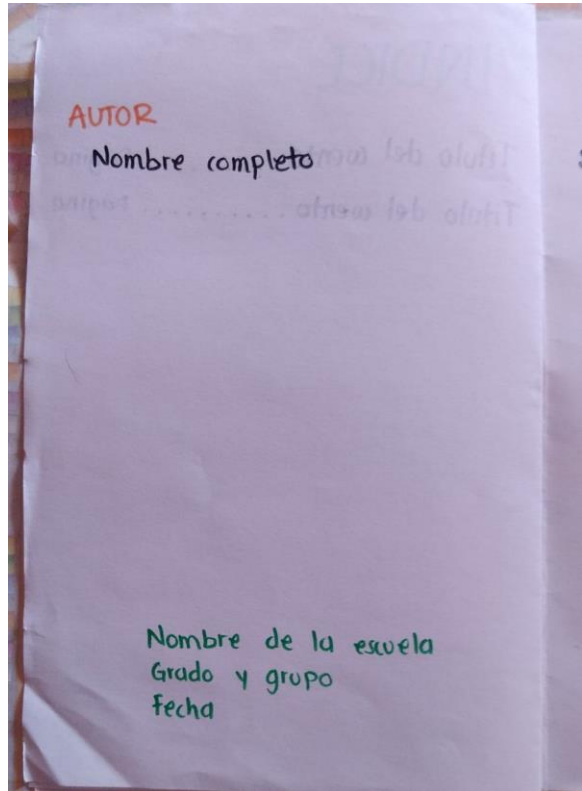 AUTOR
Nombre completo
Nombre de la escuela
Grado y grupo
Fecha